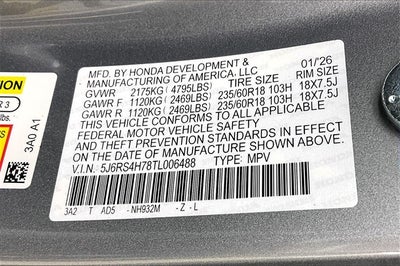 MFD. BY HONDA DEVELOPMENT &
MANUFACTURING OF AMERICA, LLC 01/'26
GVWR 2175KG (4795LBS) RIM SIZE
GAWR F 1120KG (2469LBS) 235/60R18 103H 18X7.5J
GAWR R 1120KG (2469LBS) 235/60R18 103H 18X7.5J
THIS VEHICLE CONFORMS TO ALL APPLICABLE
FEDERAL MOTOR VEHICLE SAFETY
AND THEFT PREVENTION STANDARDS IN EFFECT
ON THE DATE OF MANUFACTURE SHOWN ABOVE.
V.I.N. 5J6RS4H78TL006488 TYPE: MPV
3A2 T AD5 -NH932M -Z-L
3A0 A1
R 3